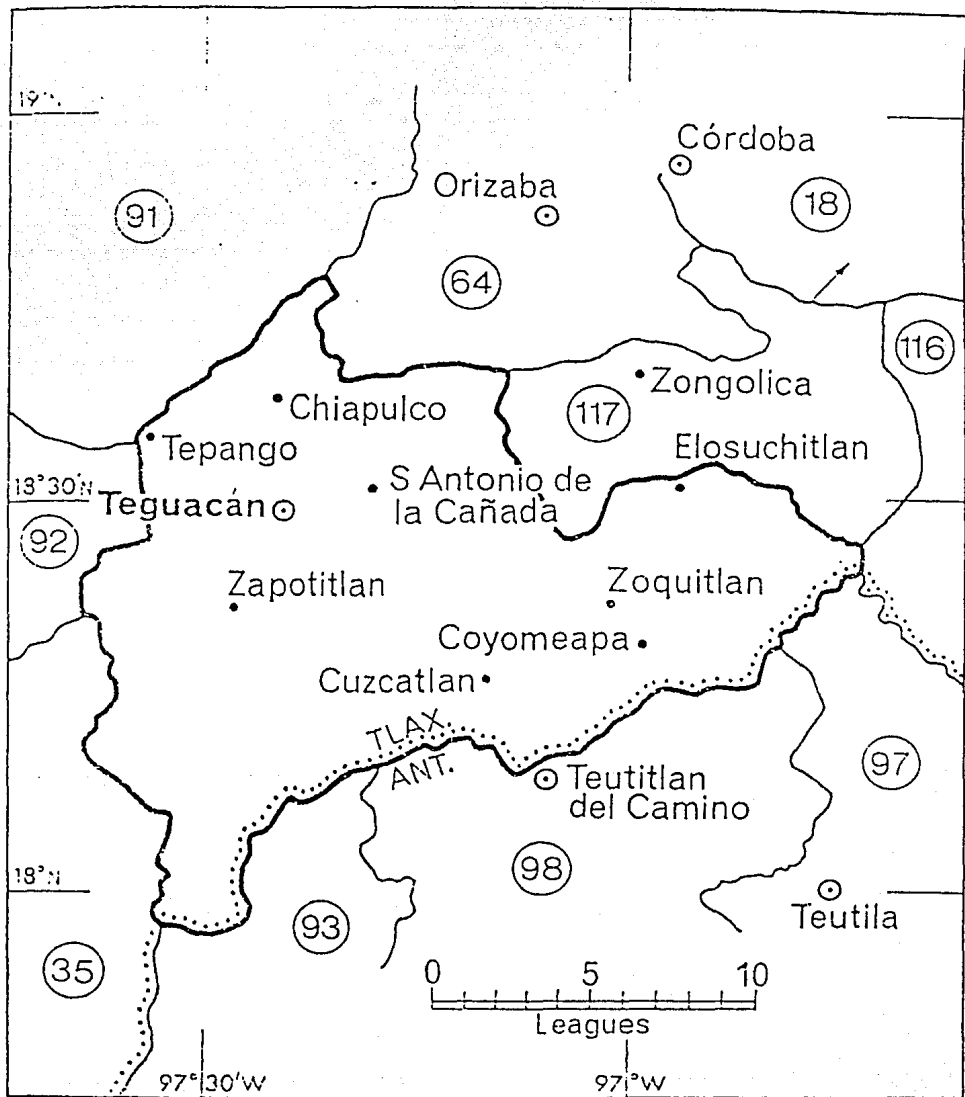 19°
Córdoba
Orizaba
91
18
64
116
Chiapulco
Zongolica
117
Tepango
Elosuchitlan
18°30'N
S Antonio de
la Cañada
Teguacán
92
Zapotitlan
Zoquitlan
Coyomeapa
Cuzcatlan
TLAX.
ANT.
97
Teutitlan
del Camino
98
18°N
Teutila
93
35
0 5 10
Leagues
97°30'W
97°W